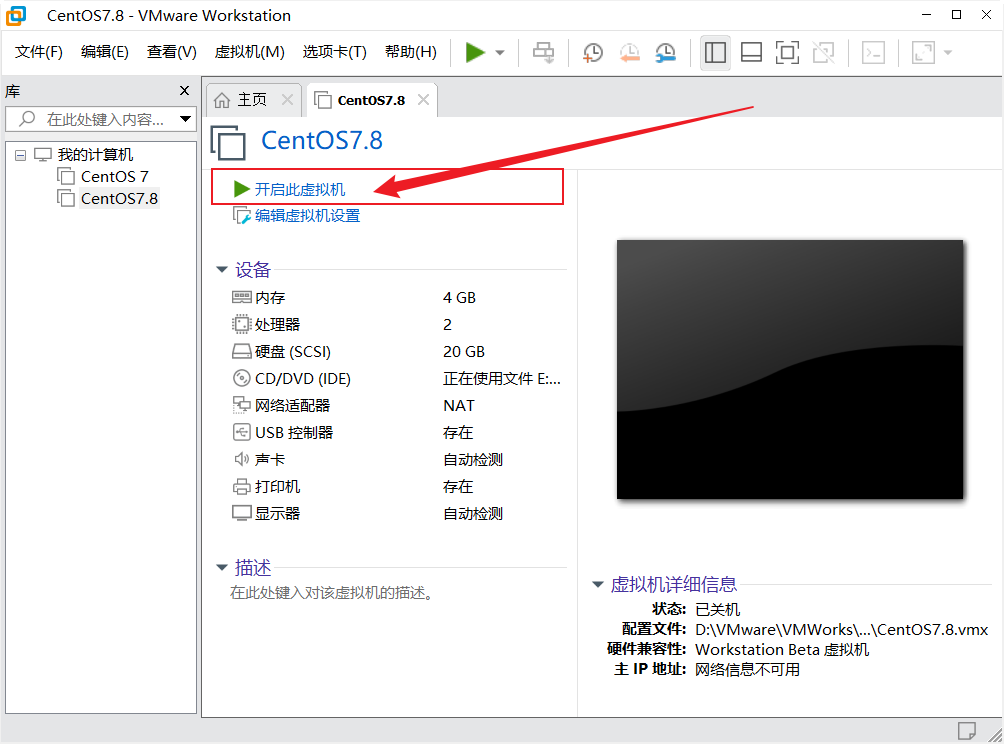 CentOS7.8 - VMware Workstation
文件(F) 编辑(E) 查看(V) 虚拟机(M) 选项卡(T) 帮助(H)
库
在此处键入内容...
我的计算机
CentOS 7
CentOS7.8
主页
CentOS7.8
CentOS7.8
开启此虚拟机
编辑虚拟机设置
设备
内存 4 GB
处理器 2
硬盘 (SCSI) 20 GB
CD/DVD (IDE) 正在使用文件 E:...
网络适配器 NAT
USB 控制器 存在
声卡 自动检测
打印机 存在
显示器 自动检测
描述
在此处键入对该虚拟机的描述。
虚拟机详细信息
状态: 已关机
配置文件: D:\VMware\VMWorks\...\CentOS7.8.vmx
硬件兼容性: Workstation Beta 虚拟机
主 IP 地址: 网络信息不可用